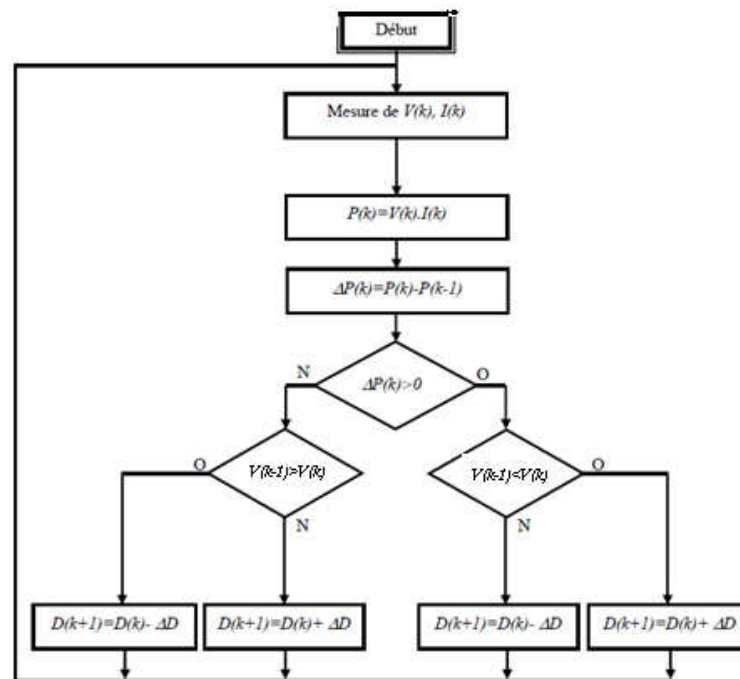 Début
Mesure de V(k), I(k)
P(k)=V(k).I(k)
ΔP(k)=P(k)-P(k-1)
N
O
ΔP(k)>0
O
V(k-1)>V(k)
V(k-1)<V(k)
O
N
N
D(k+1)=D(k)- ΔD
D(k+1)=D(k)+ ΔD
D(k+1)=D(k)- ΔD
D(k+1)=D(k)+ ΔD